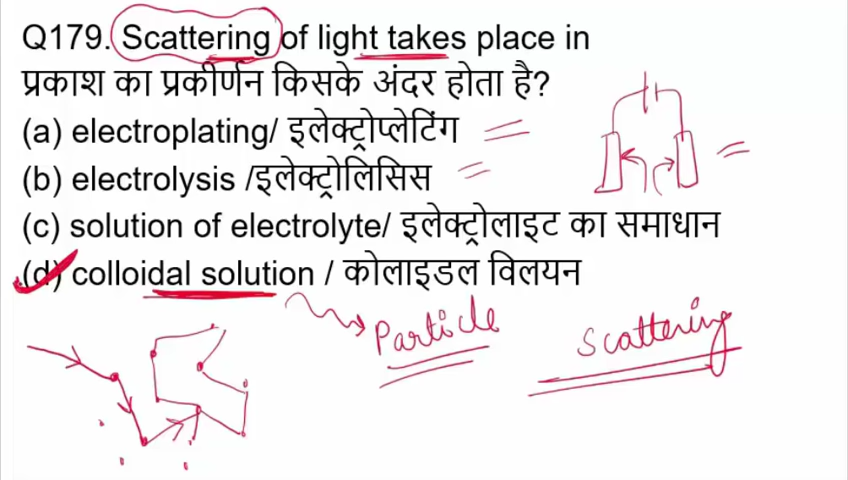 Q179. Scattering of light takes place in
प्रकाश का प्रकीर्णन किसके अंदर होता है?
(a) electroplating/ इलेक्ट्रोप्लेटिंग
(b) electrolysis /इलेक्ट्रोलिसिस
(c) solution of electrolyte/ इलेक्ट्रोलाइट का समाधान
(d) colloidal solution / कोलाइडल विलयन
Particle
Scattering